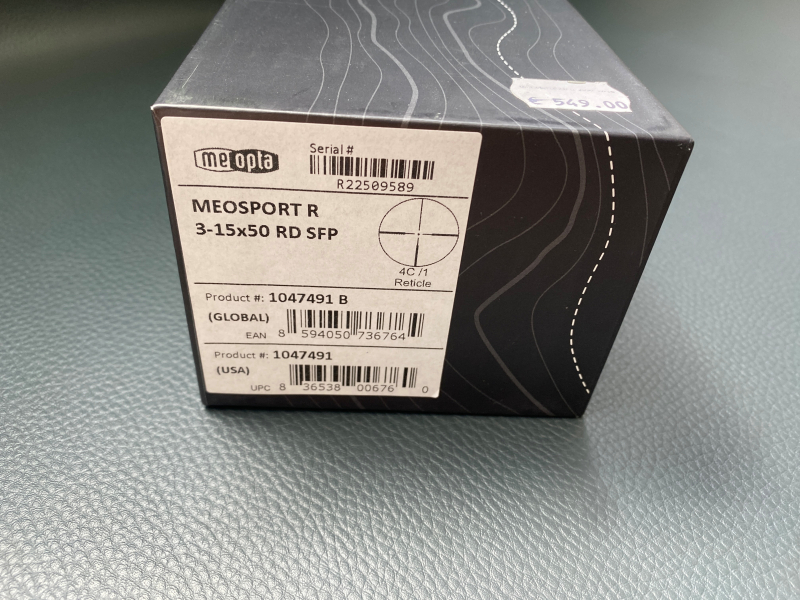 € 549.00
meopta
Serial #
R22509589
MEOSPORT R
3-15x50 RD SFP
4C /1
Reticle
Product #: 1047491 B
(GLOBAL)
EAN 8 594050 736764
Product #: 1047491
(USA)
UPC 8 36538 00676 0